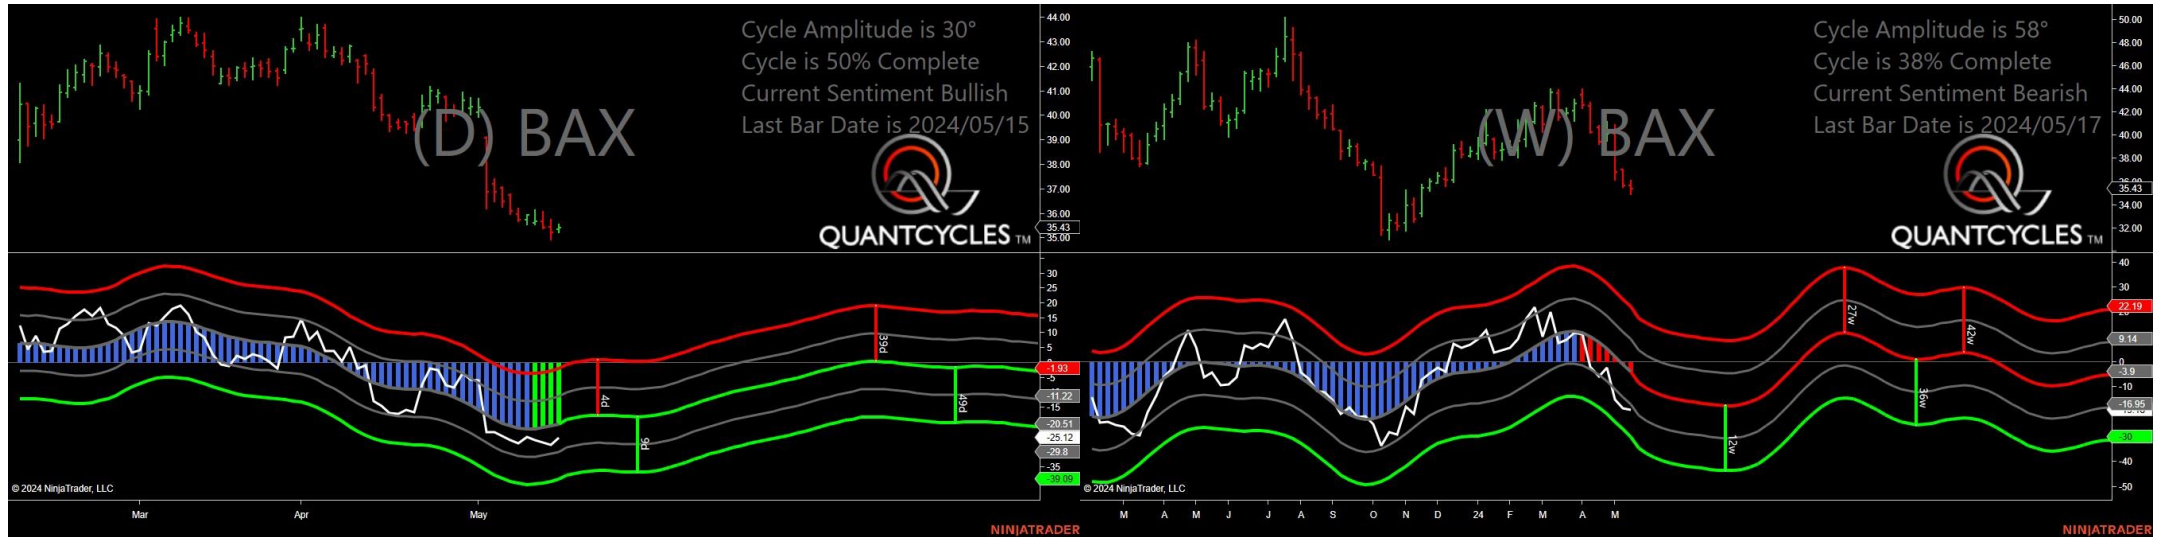 Cycle Amplitude is 30°
Cycle is 50% Complete
Current Sentiment Bullish
Last Bar Date is 2024/05/15
(D) BAX
QUANTCYCLES TM
44.00
43.00
42.00
41.00
40.00
39.00
38.00
37.00
36.00
35.43
35.00
30
25
20
15
10
5
-1.93
-5
-11.22
-15
-20.51
-25.12
-29.8
-35
-39.09
4d
9d
39d
49d
© 2024 NinjaTrader, LLC
Mar
Apr
May
NINJATRADER
Cycle Amplitude is 58°
Cycle is 38% Complete
Current Sentiment Bearish
Last Bar Date is 2024/05/17
(W) BAX
QUANTCYCLES TM
50.00
48.00
46.00
44.00
42.00
40.00
38.00
36.00
35.43
34.00
32.00
40
30
22.19
9.14
0
-3.9
-10
-16.95
-30
-40
-50
12w
27w
36w
42w
© 2024 NinjaTrader, LLC
M A M J J A S O N D 24 F M A M
NINJATRADER